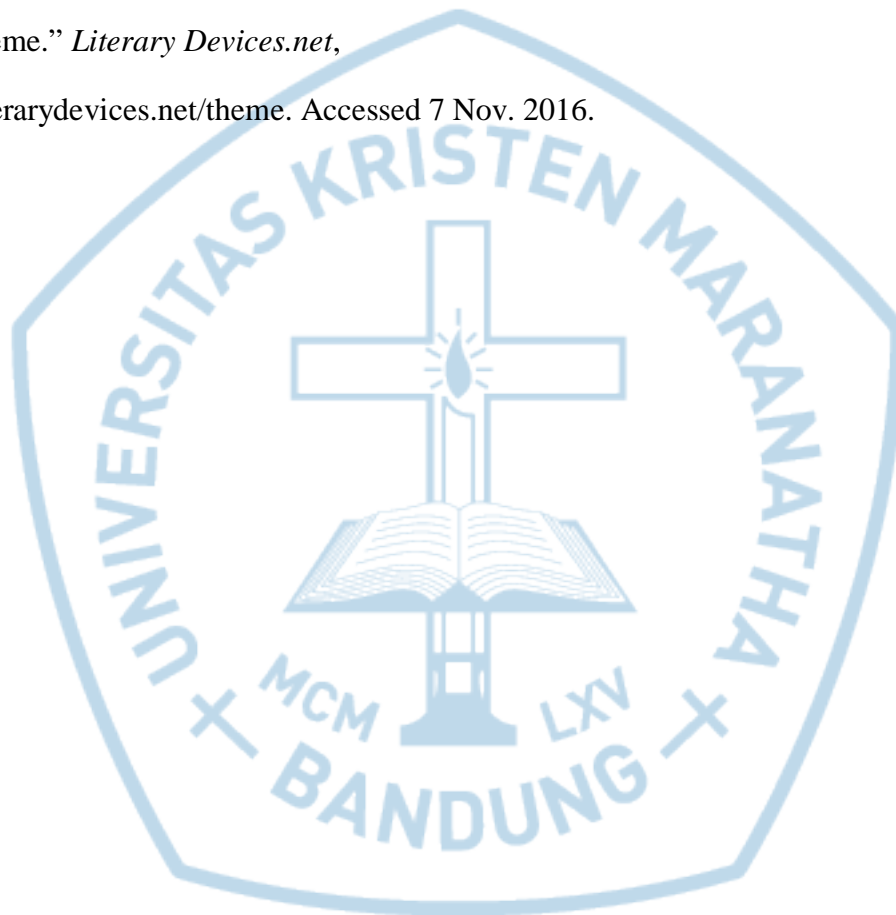 eme.” Literary Devices.net,
erarydevices.net/theme. Accessed 7 Nov. 2016.
UNIVERSITAS KRISTEN MARANATHA
MCM LXV
BANDUNG